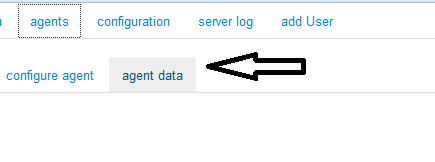 agents configuration server log add User
configure agent agent data